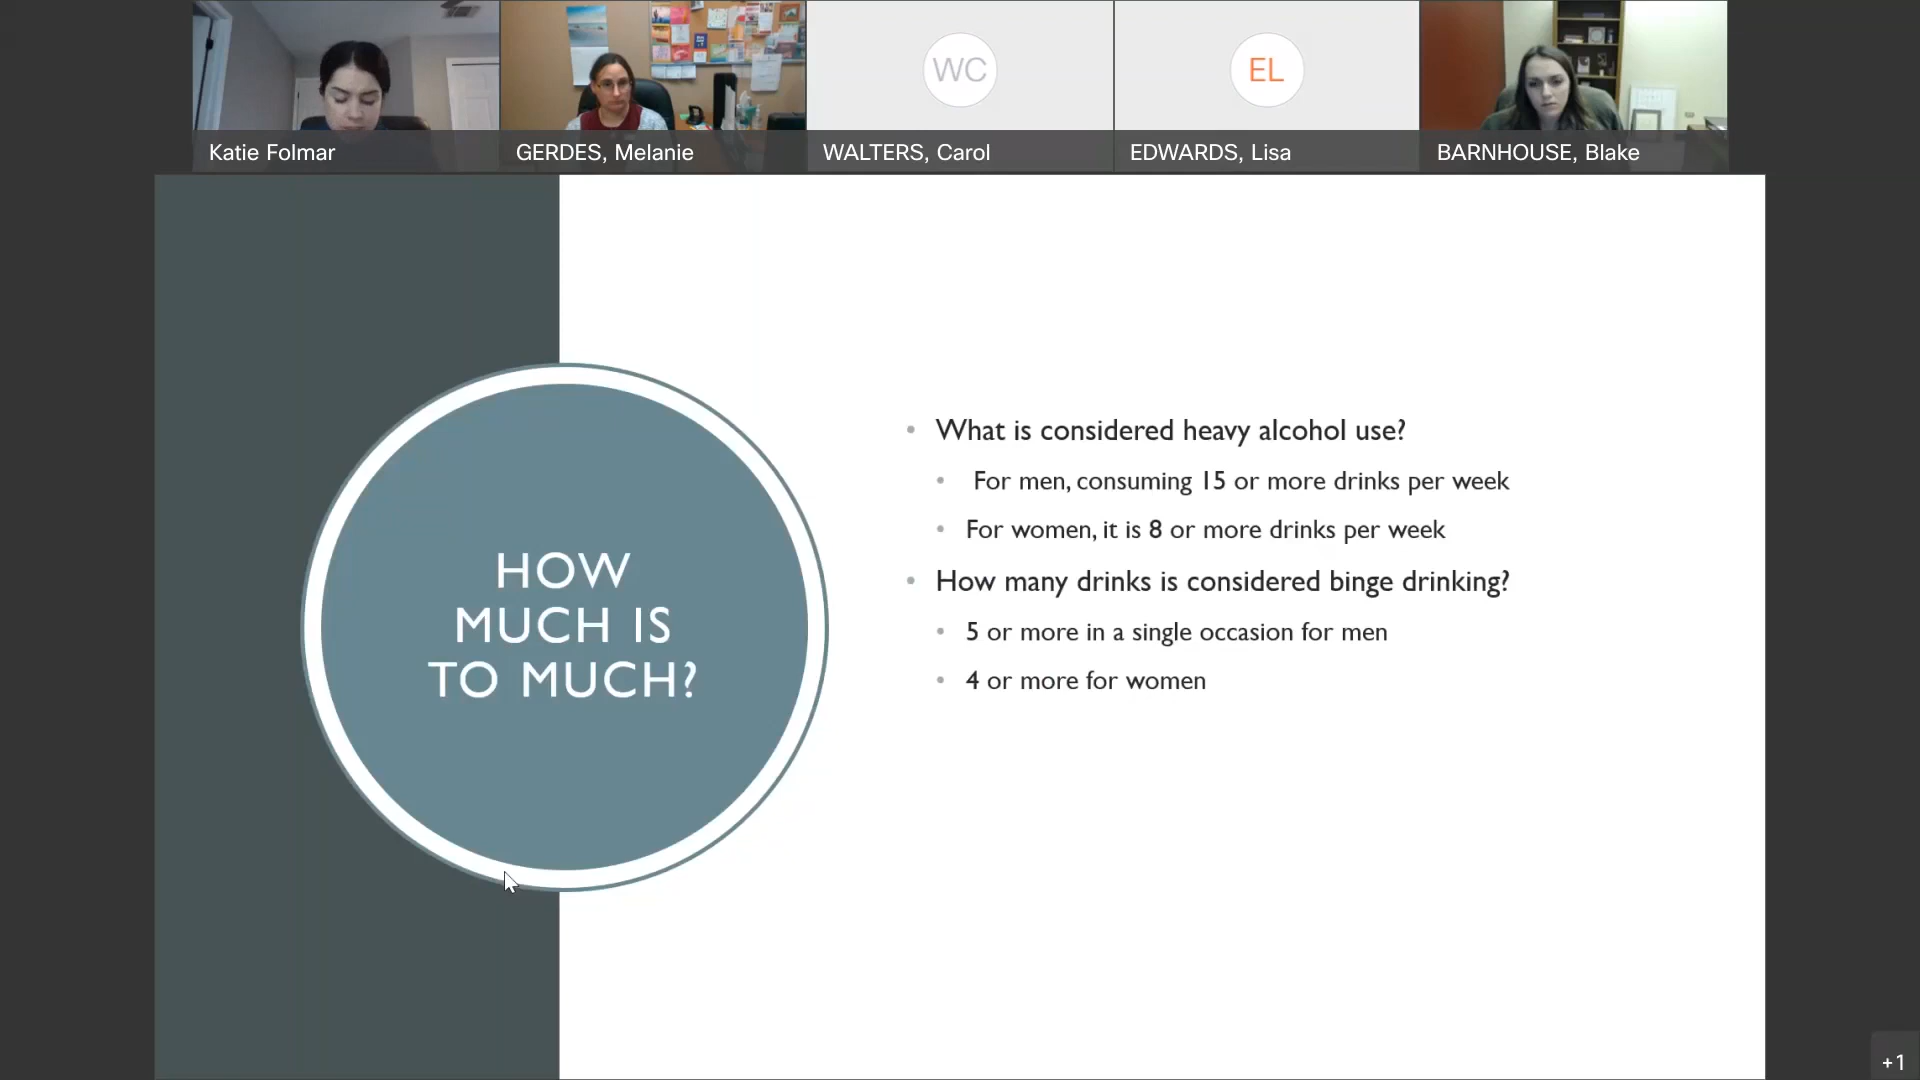 WC
EL
Katie Folmar
GERDES, Melanie
WALTERS, Carol
EDWARDS, Lisa
BARNHOUSE, Blake
HOW
MUCH IS
TO MUCH?
• What is considered heavy alcohol use?
• For men, consuming 15 or more drinks per week
• For women, it is 8 or more drinks per week
• How many drinks is considered binge drinking?
• 5 or more in a single occasion for men
• 4 or more for women
+1